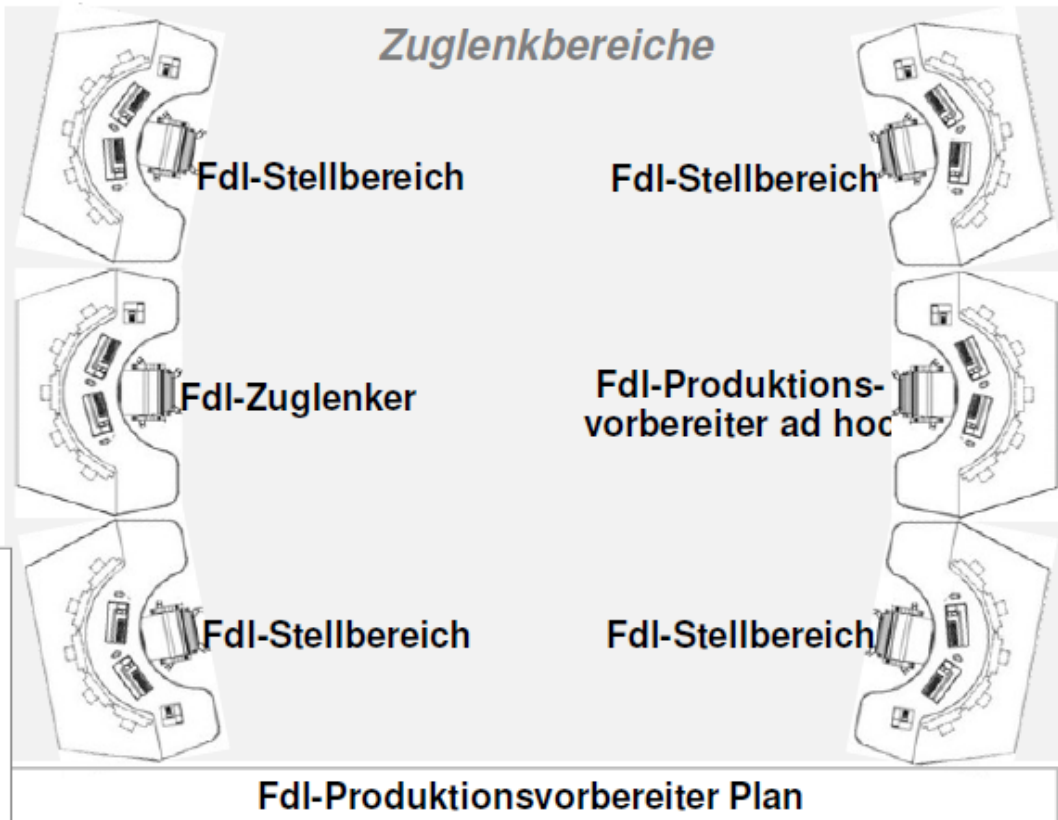 Zuglenkbereiche
Fdl-Stellbereich
Fdl-Stellbereich
Fdl-Zuglenker
Fdl-Produktions-
vorbereiter ad hoc
Fdl-Stellbereich
Fdl-Stellbereich
Fdl-Produktionsvorbereiter Plan